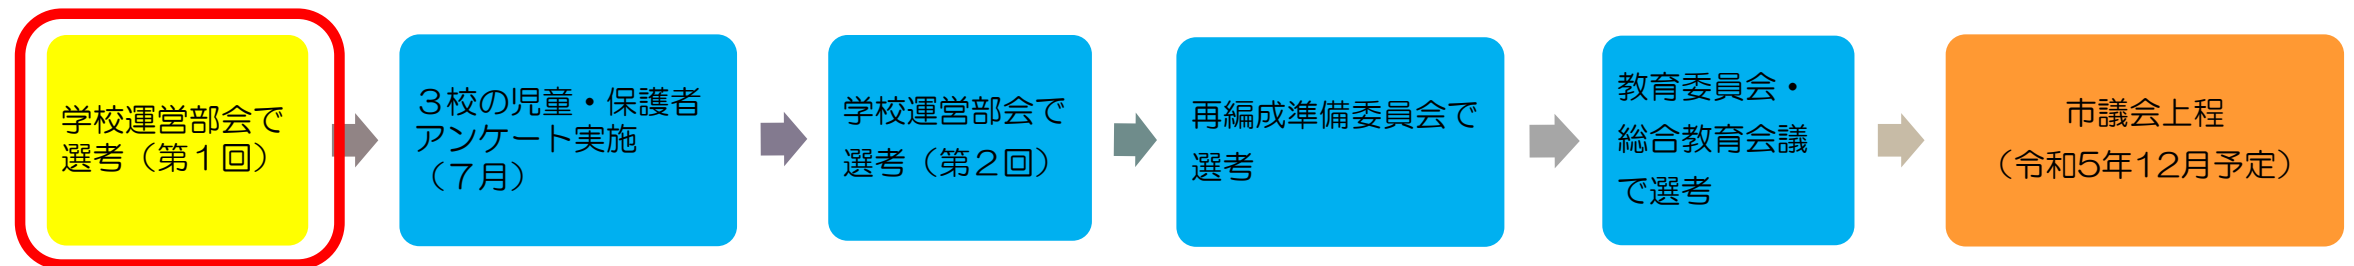 学校運営部会で
選考（第１回）
３校の児童・保護者
アンケート実施
（７月）
学校運営部会で
選考（第２回）
再編成準備委員会で
選考
教育委員会・
総合教育会議
で選考
市議会上程
（令和5年12月予定）